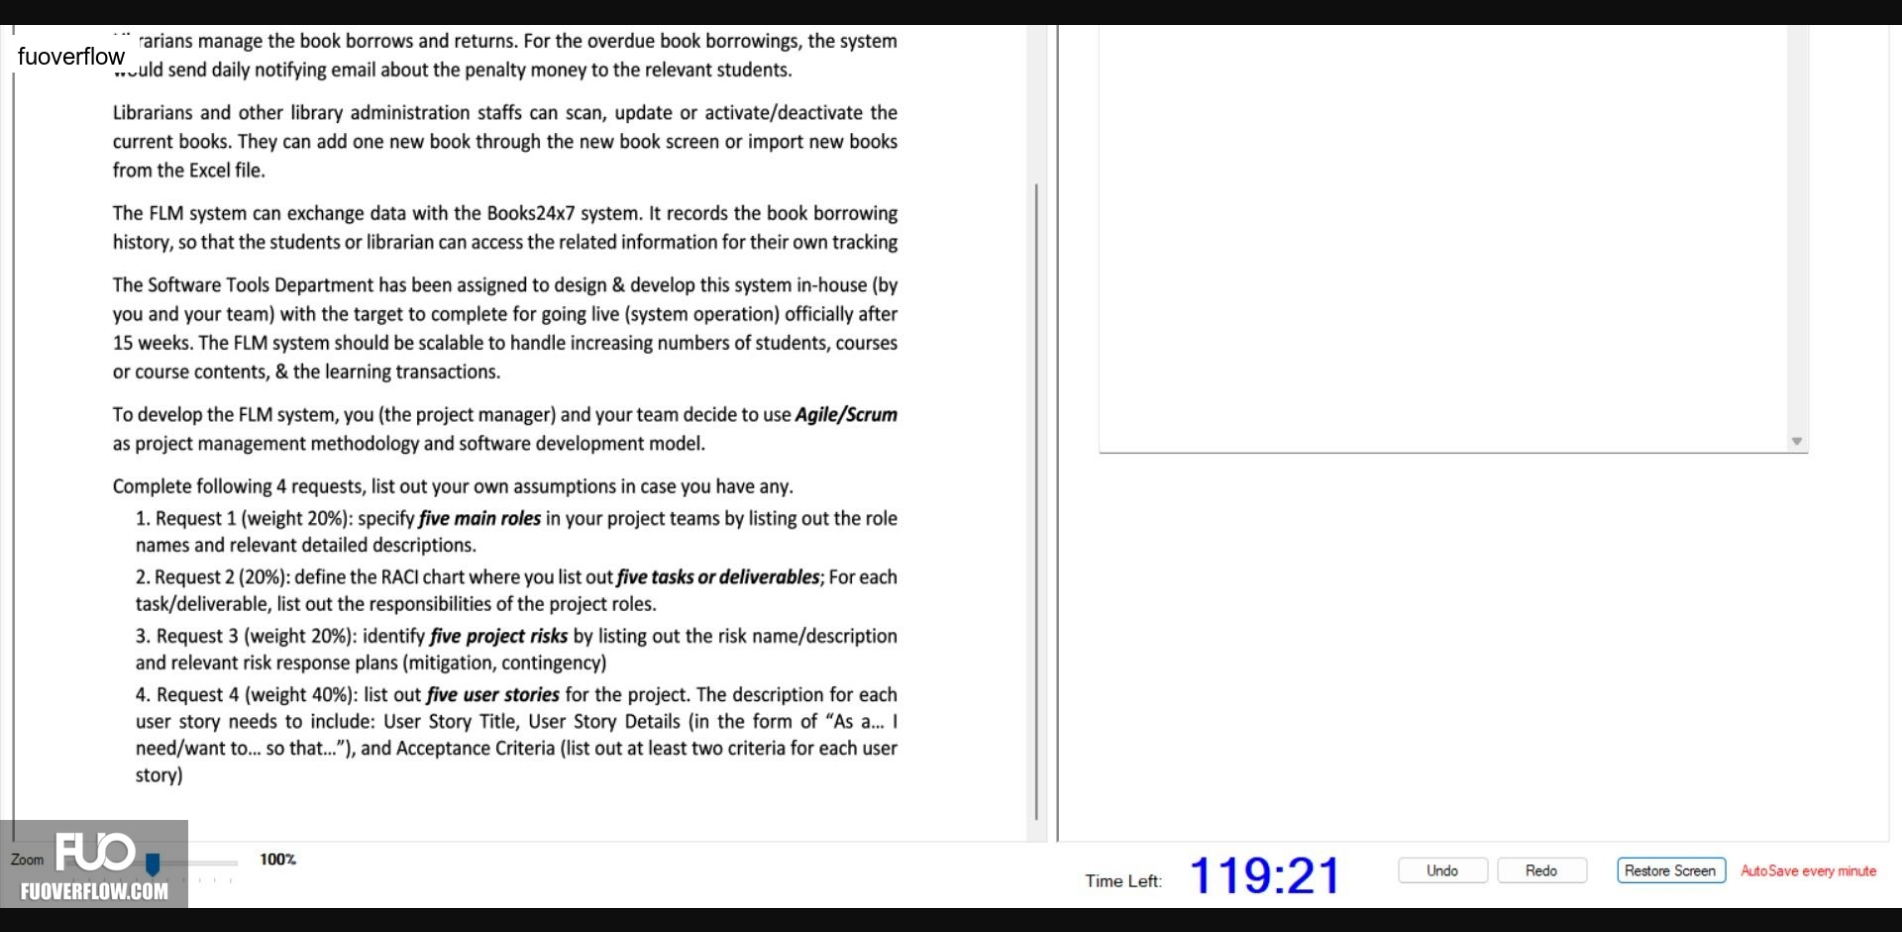 fuoverflow
rarians manage the book borrows and returns. For the overdue book borrowings, the system
would send daily notifying email about the penalty money to the relevant students.
Librarians and other library administration staffs can scan, update or activate/deactivate the
current books. They can add one new book through the new book screen or import new books
from the Excel file.
The FLM system can exchange data with the Books24x7 system. It records the book borrowing
history, so that the students or librarian can access the related information for their own tracking
The Software Tools Department has been assigned to design & develop this system in-house (by
you and your team) with the target to complete for going live (system operation) officially after
15 weeks. The FLM system should be scalable to handle increasing numbers of students, courses
or course contents, & the learning transactions.
To develop the FLM system, you (the project manager) and your team decide to use Agile/Scrum
as project management methodology and software development model.
Complete following 4 requests, list out your own assumptions in case you have any.
1. Request 1 (weight 20%): specify five main roles in your project teams by listing out the role
names and relevant detailed descriptions.
2. Request 2 (20%): define the RACI chart where you list out five tasks or deliverables; For each
task/deliverable, list out the responsibilities of the project roles.
3. Request 3 (weight 20%): identify five project risks by listing out the risk name/description
and relevant risk response plans (mitigation, contingency)
4. Request 4 (weight 40%): list out five user stories for the project. The description for each
user story needs to include: User Story Title, User Story Details (in the form of “As a... I
need/want to... so that...”), and Acceptance Criteria (list out at least two criteria for each user
story)
Zoom
100%
FUO
FUOVERFLOW.COM
Time Left:
119:21
Undo
Redo
Restore Screen
AutoSave every minute